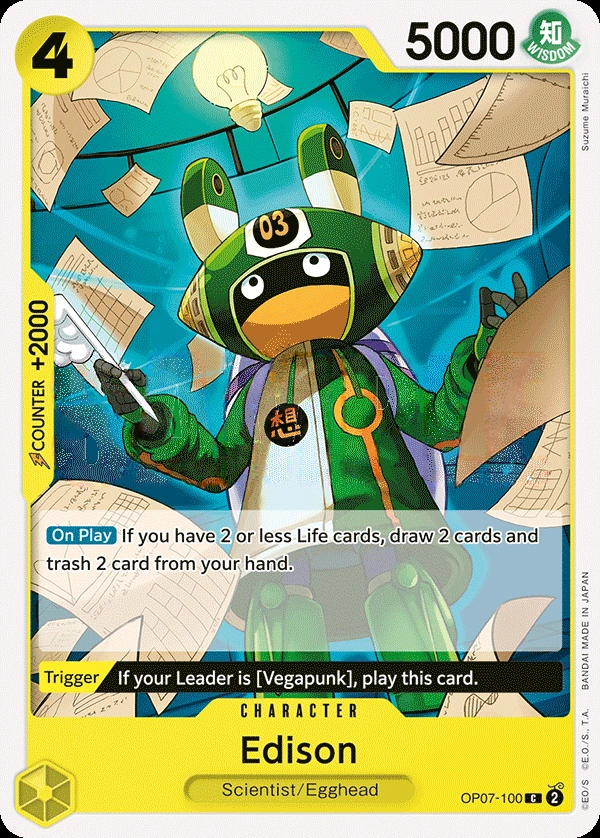 4
5000
知
WISDOM
Suzume Muraichi
03
COUNTER +2000
想
On Play If you have 2 or less Life cards, draw 2 cards and
trash 2 card from your hand.
Trigger If your Leader is [Vegapunk], play this card.
CHARACTER
Edison
Scientist/Egghead
OP07-100 C 2
©EO/S ©E.O./S., T.A. BANDAI MADE IN JAPAN